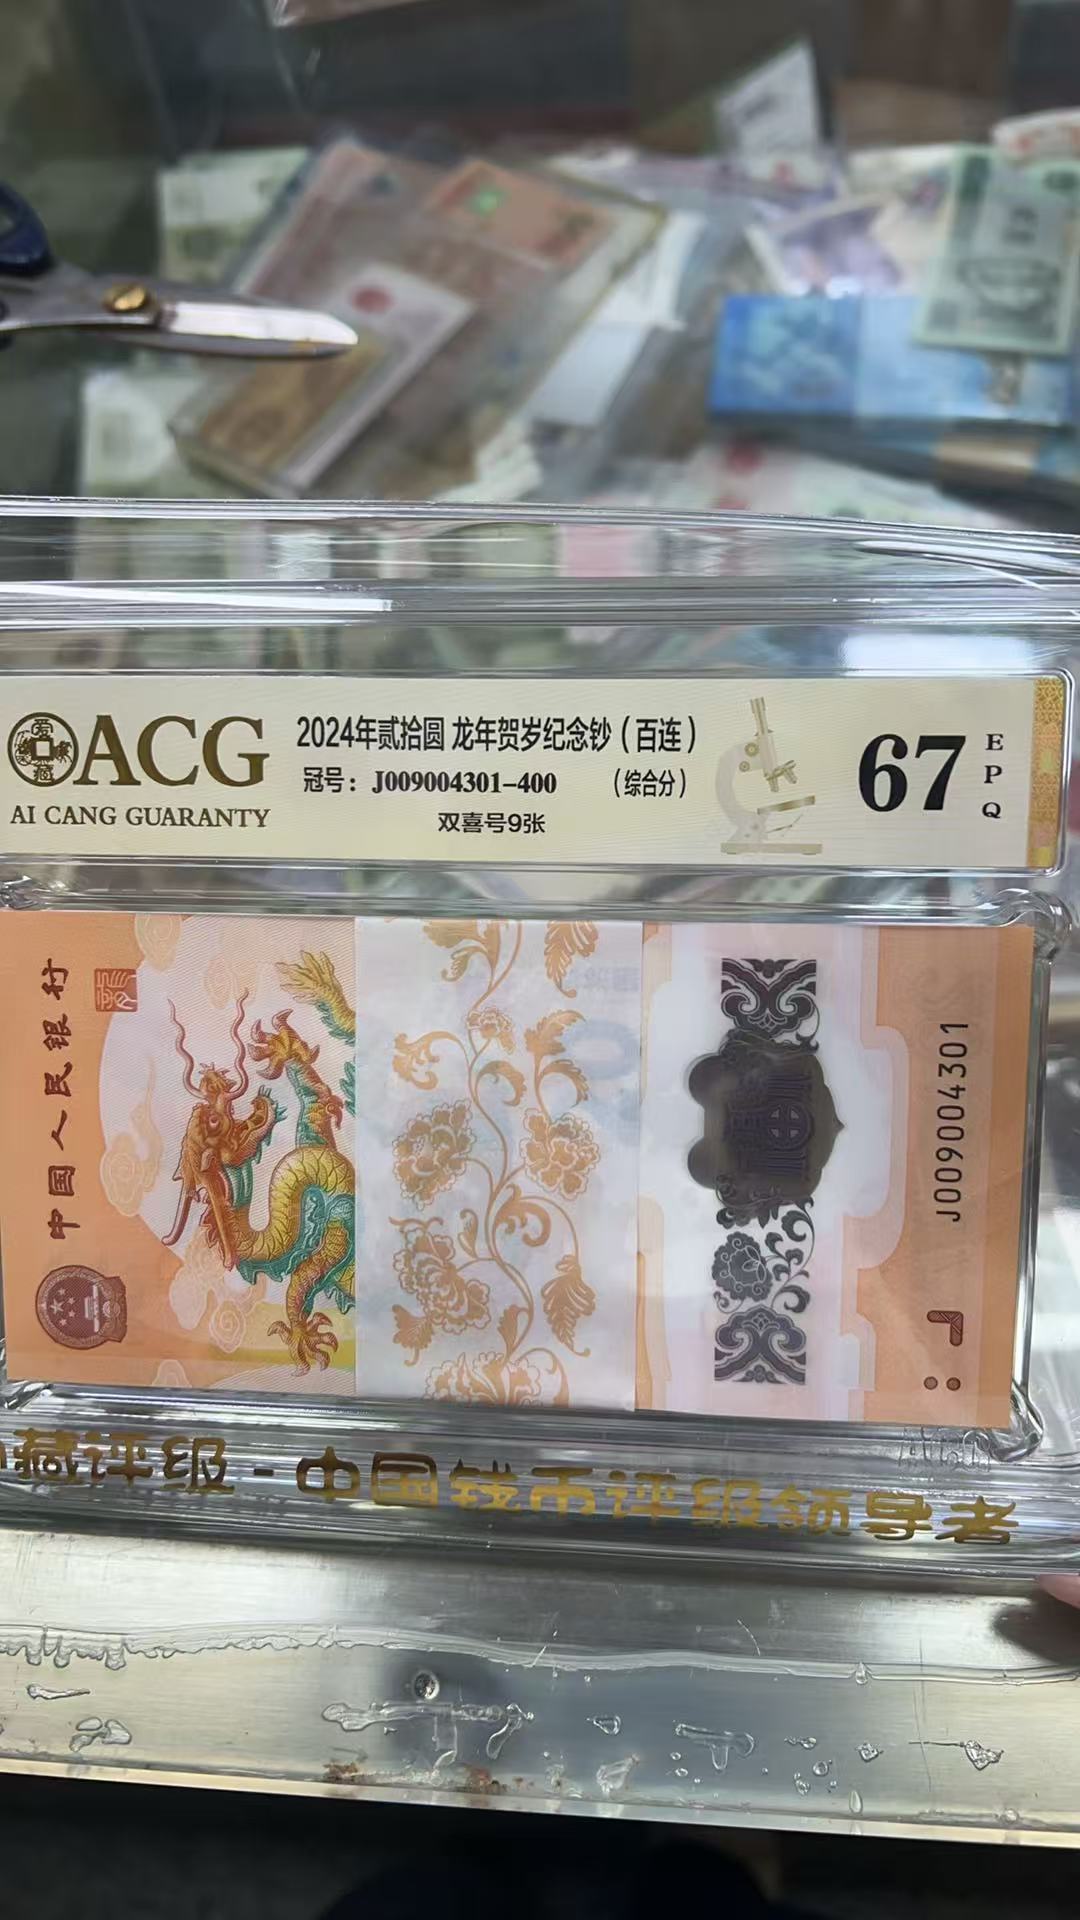 爱藏
ACG
AI CANG GUARANTY
2024年贰拾圆 龙年贺岁纪念钞（百连）
冠号：J009004301-400 （综合分）
双喜号9张
67
EPQ
中国人民银行
J009004301
藏评级-中国钱币评级领导者